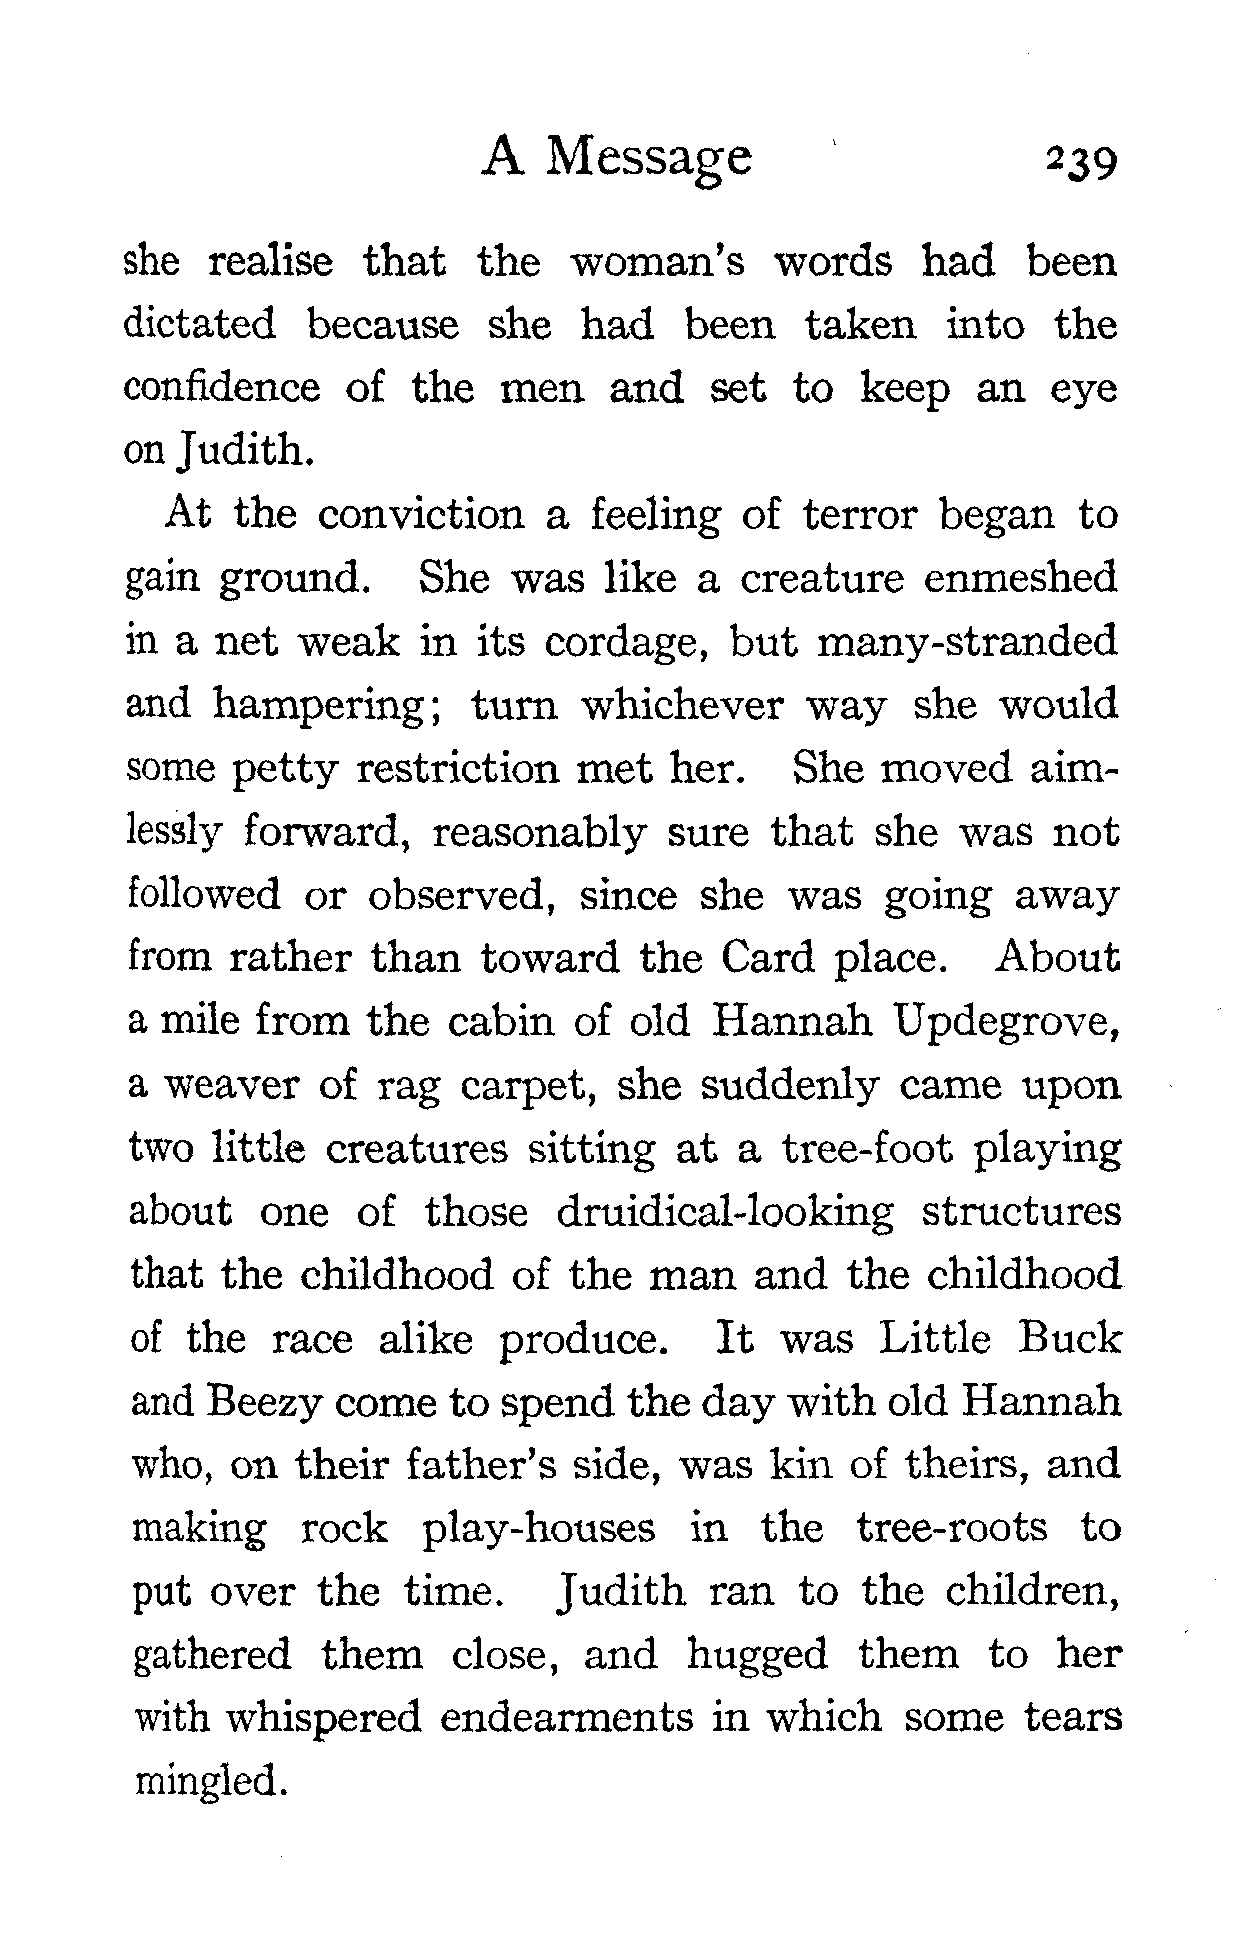 A Message 239
she realise that the woman's words had been
dictated because she had been taken into the
confidence of the men and set to keep an eye
on Judith.
At the conviction a feeling of terror began to
gain ground. She was like a creature enmeshed
in a net weak in its cordage, but many-stranded
and hampering; turn whichever way she would
some petty restriction met her. She moved aim-
lessly forward, reasonably sure that she was not
followed or observed, since she was going away
from rather than toward the Card place. About
a mile from the cabin of old Hannah Updegrove,
a weaver of rag carpet, she suddenly came upon
two little creatures sitting at a tree-foot playing
about one of those druidical-looking structures
that the childhood of the man and the childhood
of the race alike produce. It was Little Buck
and Beezy come to spend the day with old Hannah
who, on their father's side, was kin of theirs, and
making rock play-houses in the tree-roots to
put over the time. Judith ran to the children,
gathered them close, and hugged them to her
with whispered endearments in which some tears
mingled.